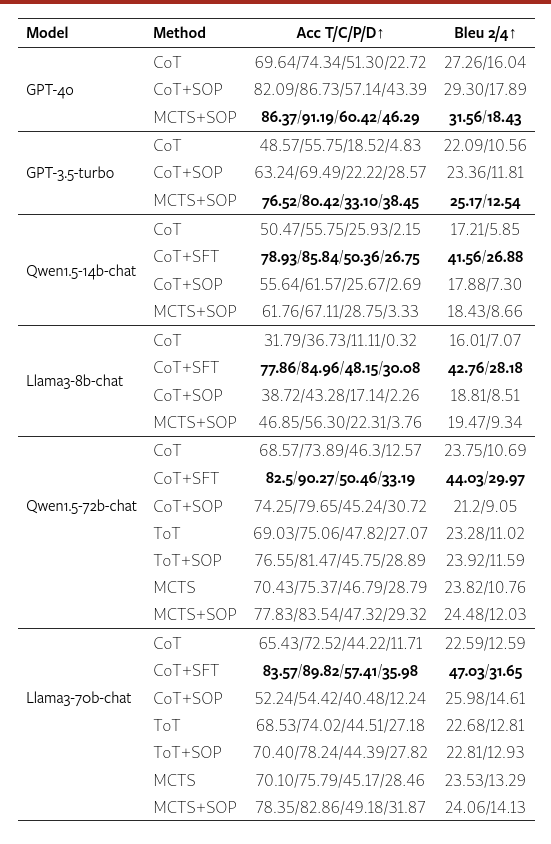 Model Method Acc T/C/P/D↑ Bleu 2/4↑
GPT-4o
CoT 69.64/74.34/51.30/22.72 27.26/16.04
CoT+SOP 82.09/86.73/57.14/43.39 29.30/17.89
MCTS+SOP 86.37/91.19/60.42/46.29 31.56/18.43
GPT-3.5-turbo
CoT 48.57/55.75/18.52/4.83 22.09/10.56
CoT+SOP 63.24/69.49/22.22/28.57 23.36/11.81
MCTS+SOP 76.52/80.42/33.10/38.45 25.17/12.54
Qwen1.5-14b-chat
CoT 50.47/55.75/25.93/2.15 17.21/5.85
CoT+SFT 78.93/85.84/50.36/26.75 41.56/26.88
CoT+SOP 55.64/61.57/25.67/2.69 17.88/7.30
MCTS+SOP 61.76/67.11/28.75/3.33 18.43/8.66
Llama3-8b-chat
CoT 31.79/36.73/11.11/0.32 16.01/7.07
CoT+SFT 77.86/84.96/48.15/30.08 42.76/28.18
CoT+SOP 38.72/43.28/17.14/2.26 18.81/8.51
MCTS+SOP 46.85/56.30/22.31/3.76 19.47/9.34
Qwen1.5-72b-chat
CoT 68.57/73.89/46.3/12.57 23.75/10.69
CoT+SFT 82.5/90.27/50.46/33.19 44.03/29.97
CoT+SOP 74.25/79.65/45.24/30.72 21.2/9.05
ToT 69.03/75.06/47.82/27.07 23.28/11.02
ToT+SOP 76.55/81.47/45.75/28.89 23.92/11.59
MCTS 70.43/75.37/46.79/28.79 23.82/10.76
MCTS+SOP 77.83/83.54/47.32/29.32 24.48/12.03
Llama3-70b-chat
CoT 65.43/72.52/44.22/11.71 22.59/12.59
CoT+SFT 83.57/89.82/57.41/35.98 47.03/31.65
CoT+SOP 52.24/54.42/40.48/12.24 25.98/14.61
ToT 68.53/74.02/44.51/27.18 22.68/12.81
ToT+SOP 70.40/78.24/44.39/27.82 22.81/12.93
MCTS 70.10/75.79/45.17/28.46 23.53/13.29
MCTS+SOP 78.35/82.86/49.18/31.87 24.06/14.13